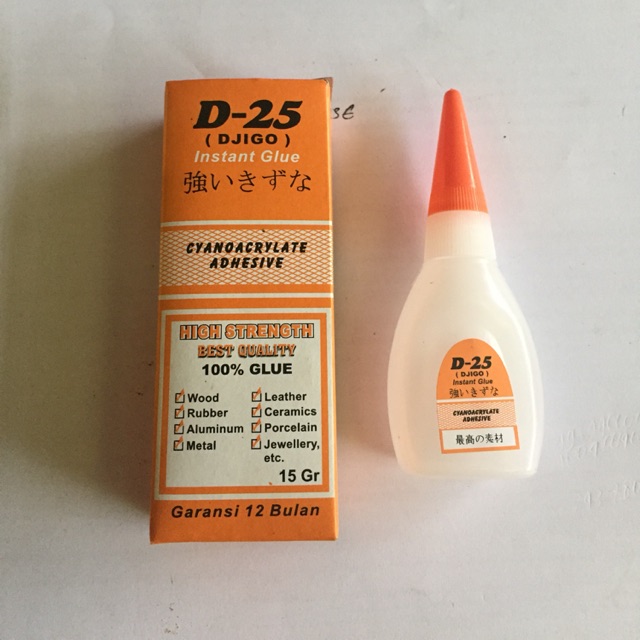 D-25
( DJIGO )
Instant Glue
強いきずな
CYANOACRYLATE
ADHESIVE
HIGH STRENGTH
BEST QUALITY
100% GLUE
Wood
Rubber
Aluminum
Metal
Leather
Ceramics
Porcelain
Jewellery,
etc.
15 Gr
Garansi 12 Bulan
D-25
( DJIGO )
Instant Glue
強いきずな
CYANOACRYLATE
ADHESIVE
最高の素材